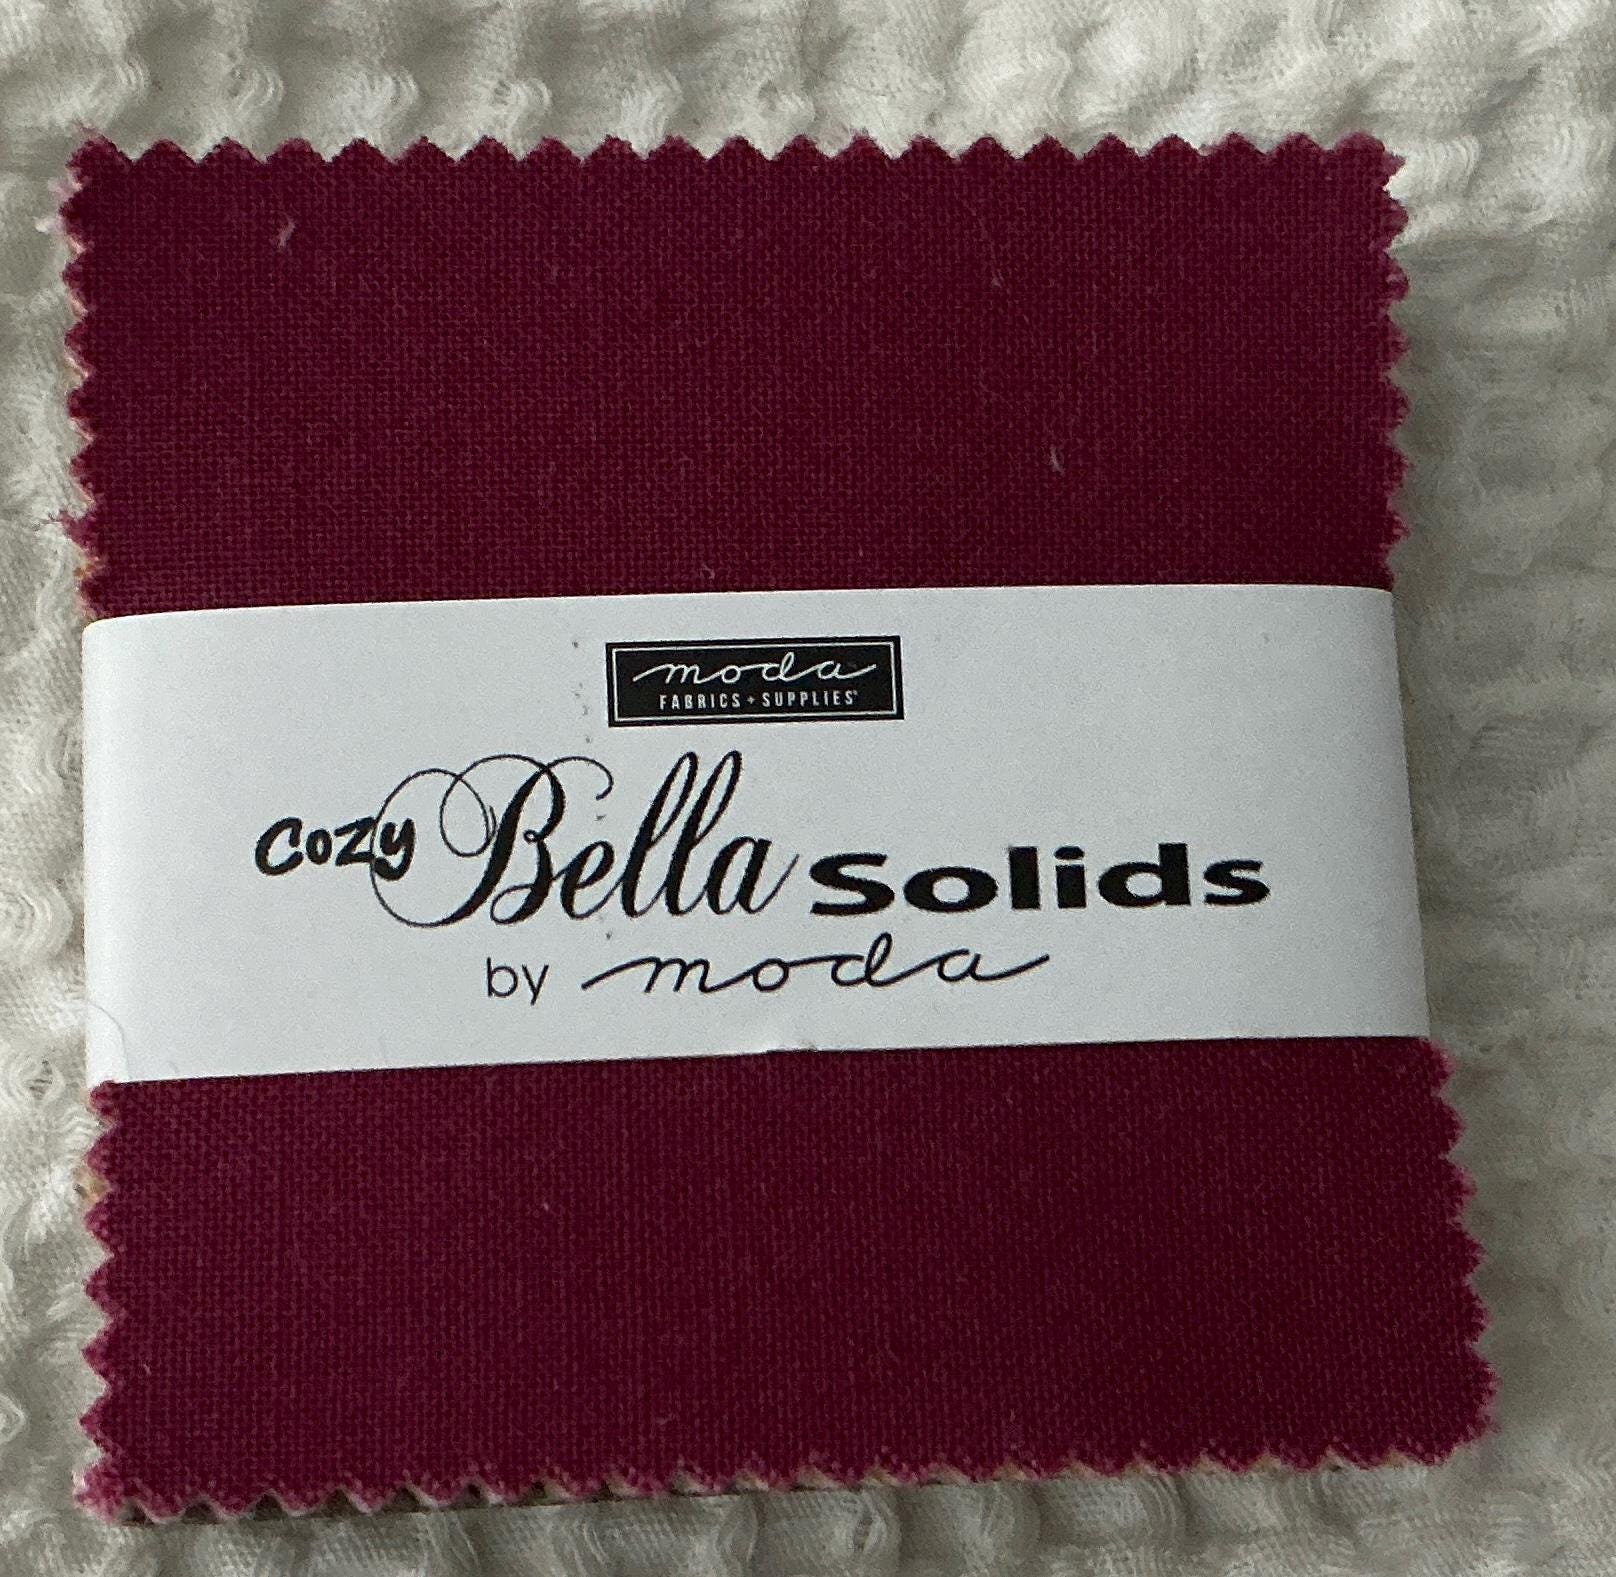 moda
FABRICS + SUPPLIES®
cozy Bella solids
by moda